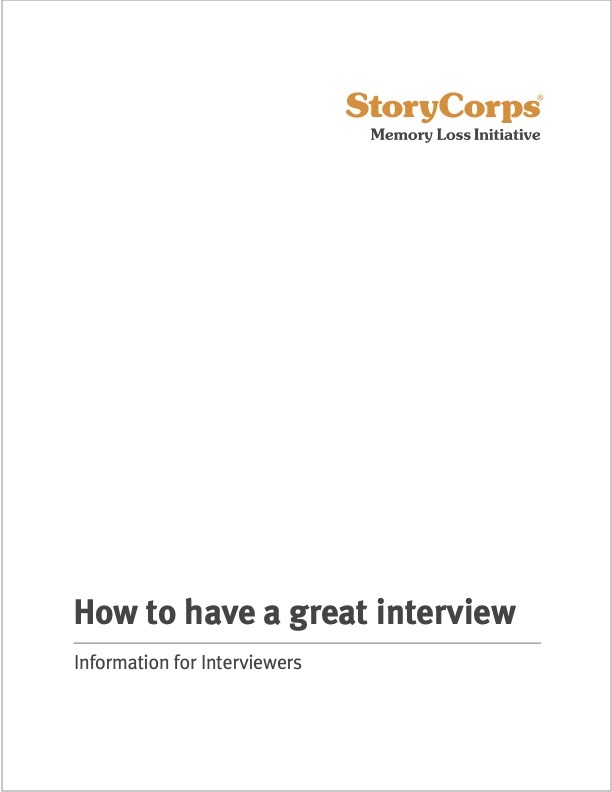 StoryCorps®
Memory Loss Initiative
How to have a great interview
Information for Interviewers